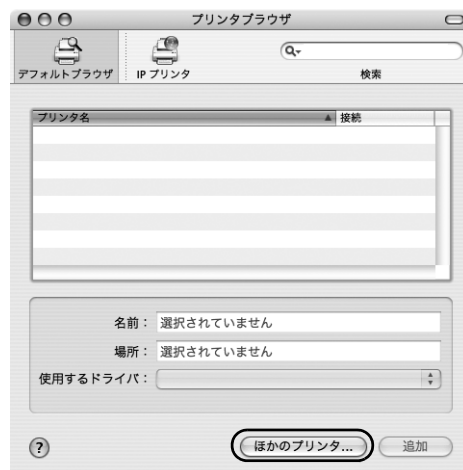 プリンタブラウザ
デフォルトブラウザ
IP プリンタ
検索
プリンタ名 接続
名前： 選択されていません
場所： 選択されていません
使用するドライバ：
? ほかのプリンタ... 追加